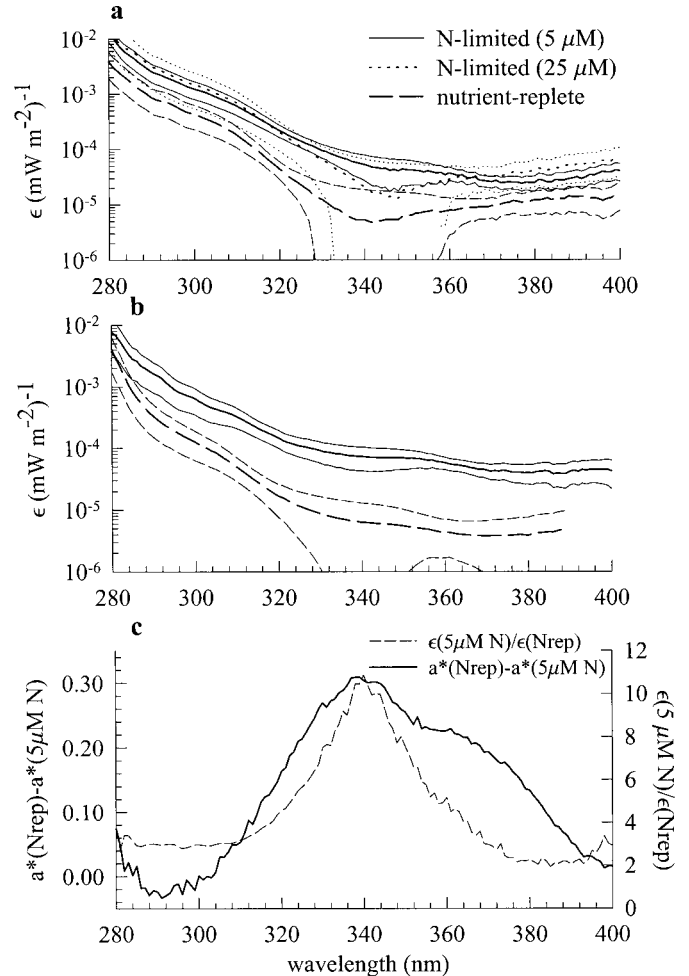 a
10-2
10-3
10-4
10-5
10-6
ϵ (mW m-2)-1
N-limited (5 μM)
N-limited (25 μM)
nutrient-replete
280 300 320 340 360 380 400
b
10-2
10-3
10-4
10-5
10-6
ϵ (mW m-2)-1
280 300 320 340 360 380 400
c
ϵ(5μM N)/ϵ(Nrep)
a*(Nrep)-a*(5μM N)
0.30
0.20
0.10
0.00
a*(Nrep)-a*(5μM N)
12
10
8
6
4
2
0
ϵ(5 μM N)/ϵ(Nrep)
280 300 320 340 360 380 400
wavelength (nm)